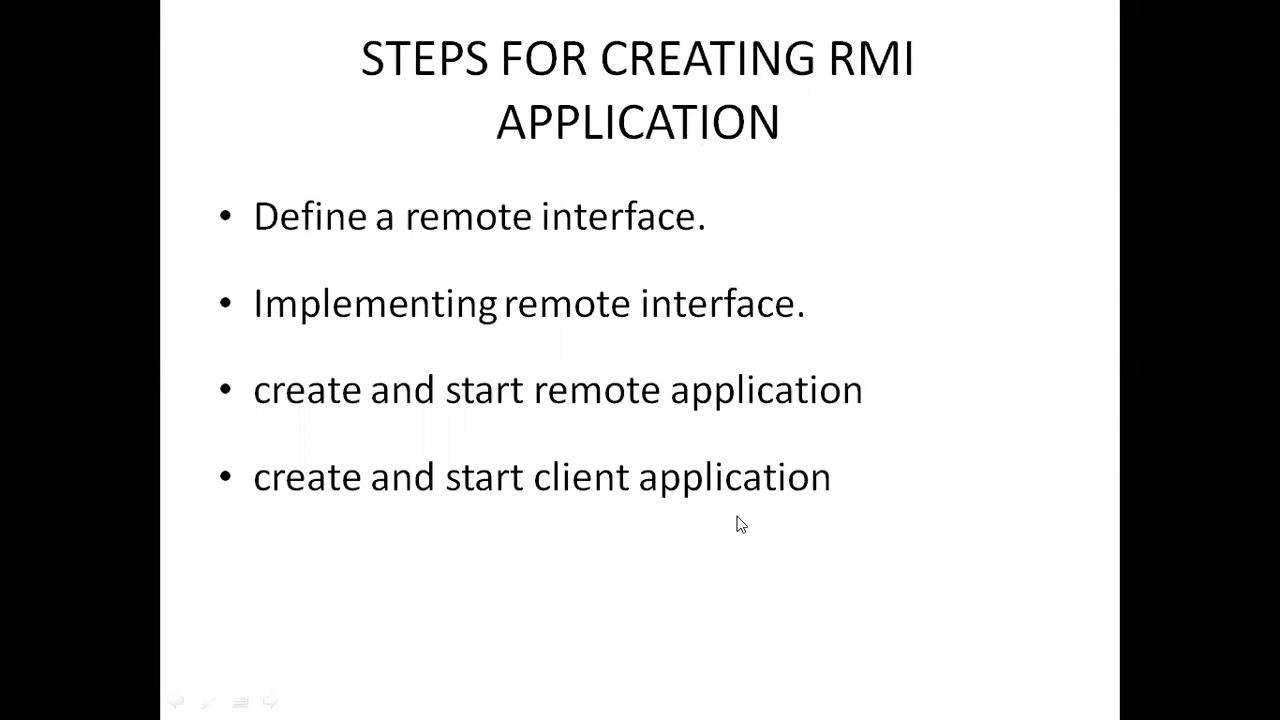 STEPS FOR CREATING RMI
APPLICATION
• Define a remote interface.
• Implementing remote interface.
• create and start remote application
• create and start client application